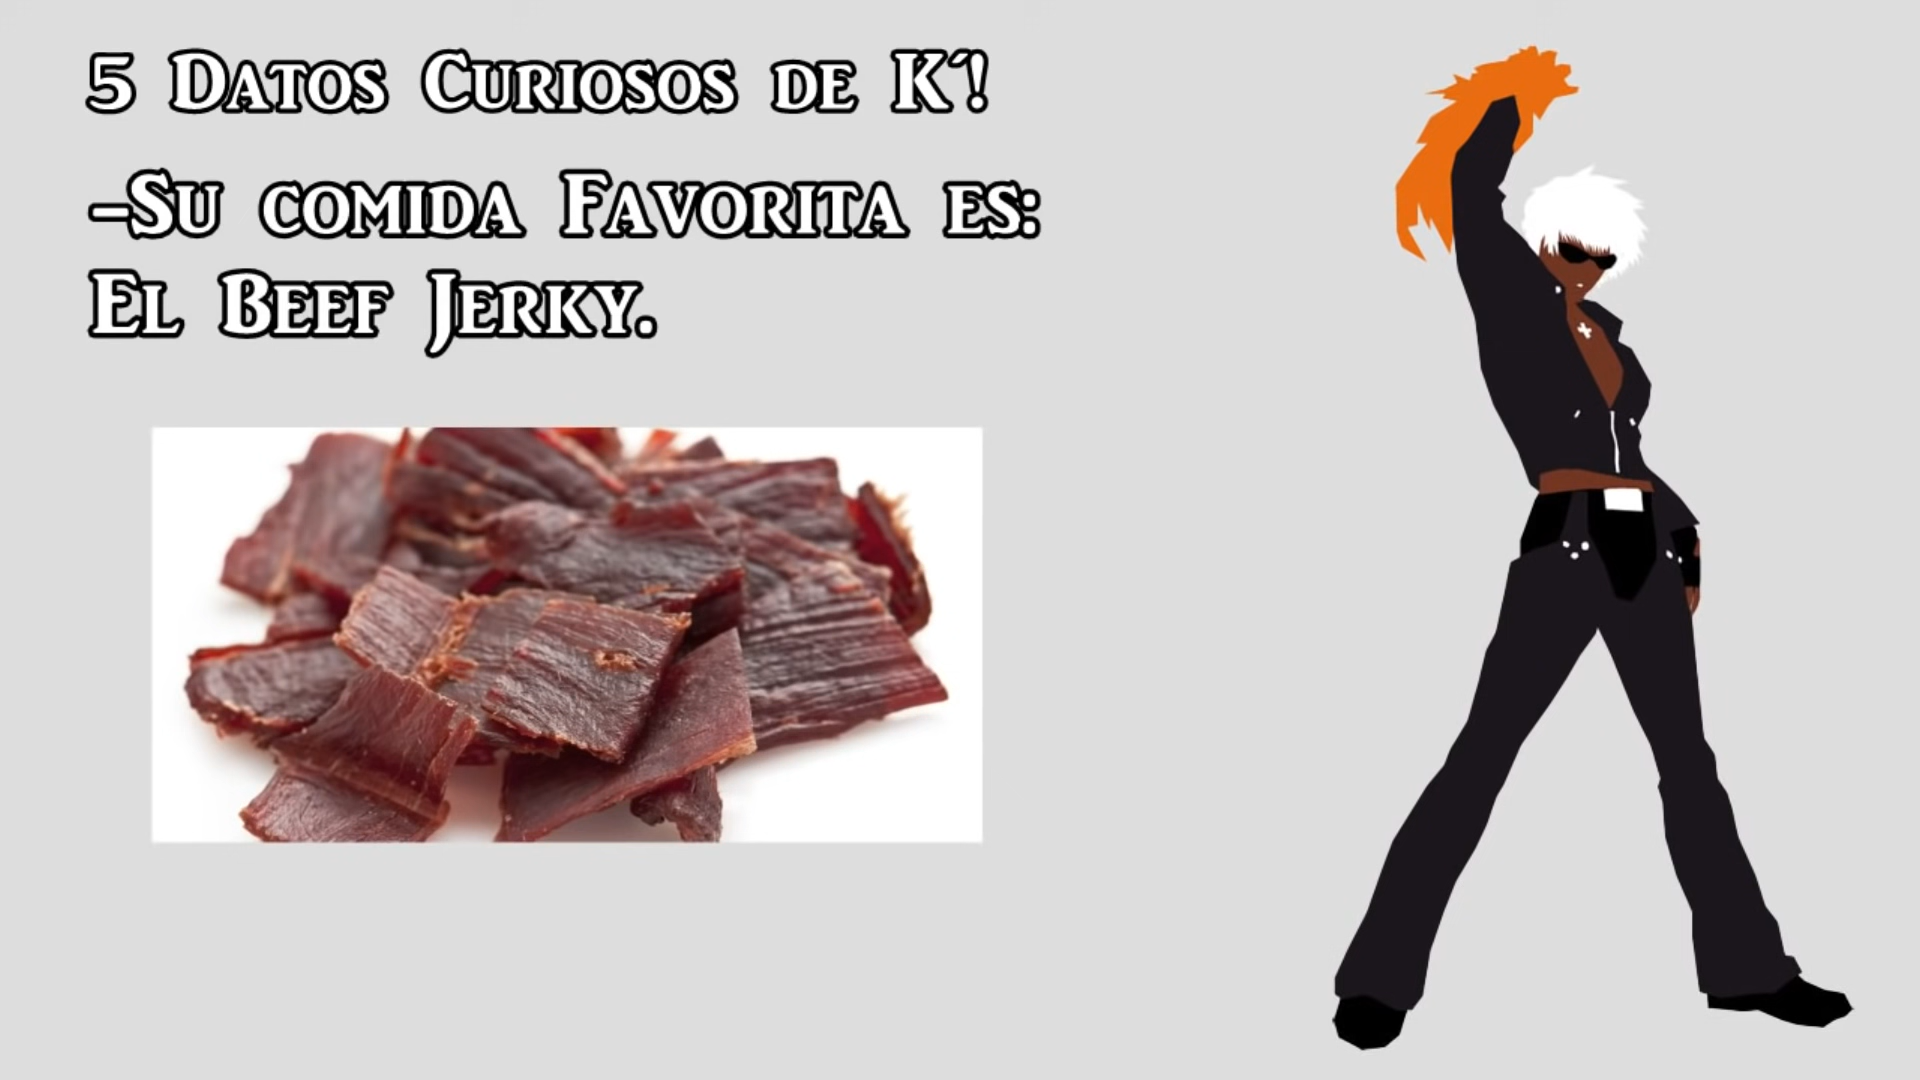 5 Datos Curiosos de K´!
-Su comida Favorita es:
El Beef Jerky.